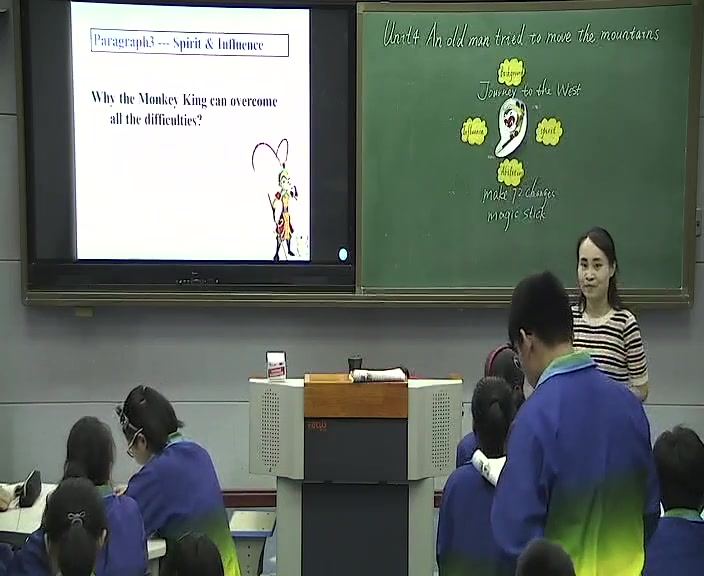 Paragraph3 --- Spirit & Influence
Why the Monkey King can overcome
all the difficulties?
Unit4 An old man tried to move the mountains
Background
Journey to the West
Influence
Spirit
Abilities
make 72 changes
magic stick